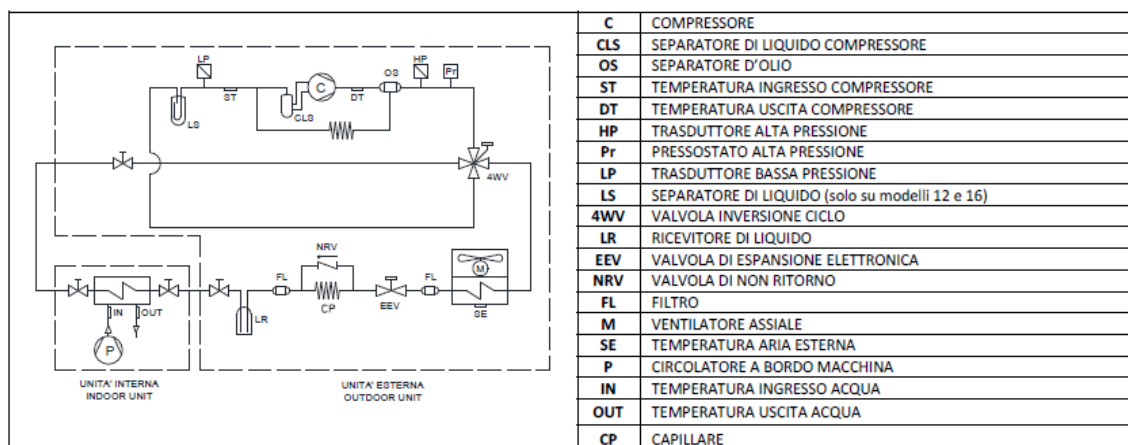 LP
HP
OS
Pr
C
ST
DT
CLS
LS
4WV
NRV
M
FL
FL
IN
OUT
LR
CP
EEV
SE
P
UNITA' INTERNA
INDOOR UNIT
UNITA' ESTERNA
OUTDOOR UNIT
C COMPRESSORE
CLS SEPARATORE DI LIQUIDO COMPRESSORE
OS SEPARATORE D'OLIO
ST TEMPERATURA INGRESSO COMPRESSORE
DT TEMPERATURA USCITA COMPRESSORE
HP TRASDUTTORE ALTA PRESSIONE
Pr PRESSOSTATO ALTA PRESSIONE
LP TRASDUTTORE BASSA PRESSIONE
LS SEPARATORE DI LIQUIDO (solo su modelli 12 e 16)
4WV VALVOLA INVERSIONE CICLO
LR RICEVITORE DI LIQUIDO
EEV VALVOLA DI ESPANSIONE ELETTRONICA
NRV VALVOLA DI NON RITORNO
FL FILTRO
M VENTILATORE ASSIALE
SE TEMPERATURA ARIA ESTERNA
P CIRCOLATORE A BORDO MACCHINA
IN TEMPERATURA INGRESSO ACQUA
OUT TEMPERATURA USCITA ACQUA
CP CAPILLARE